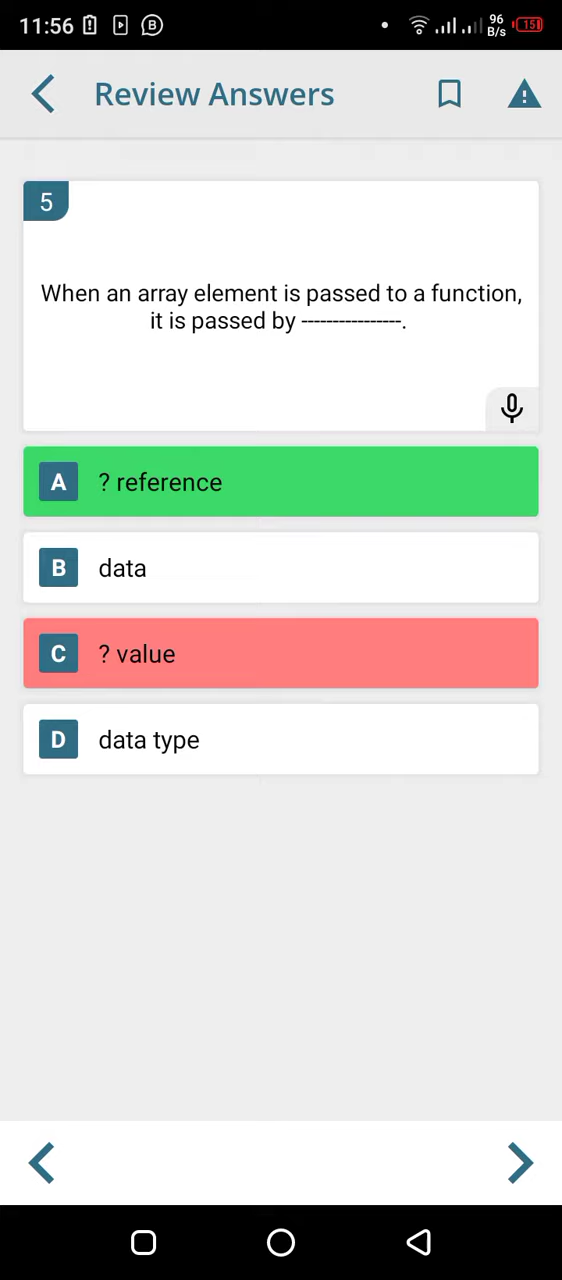 11:56 B 96 B/s 15
Review Answers
5
When an array element is passed to a function,
it is passed by ----------------.
A ? reference
B data
C ? value
D data type